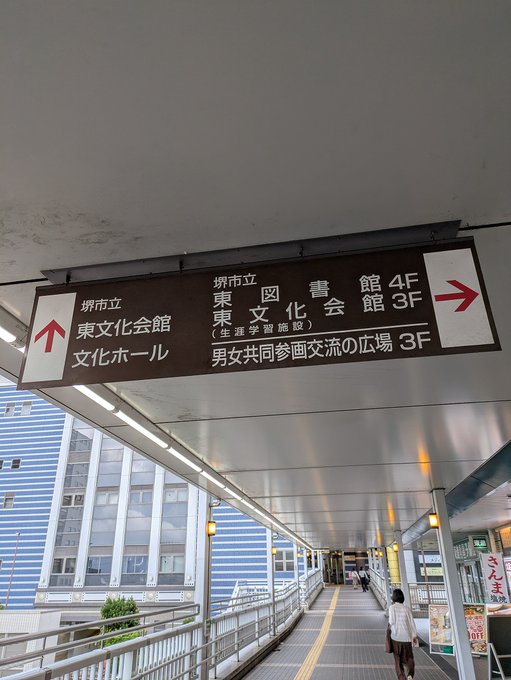 堺市立
東文化会館
文化ホール
堺市立
東図書館 4F
東文化会館 3F
(生涯学習施設)
男女共同参画交流の広場 3F
さんま
塩焼